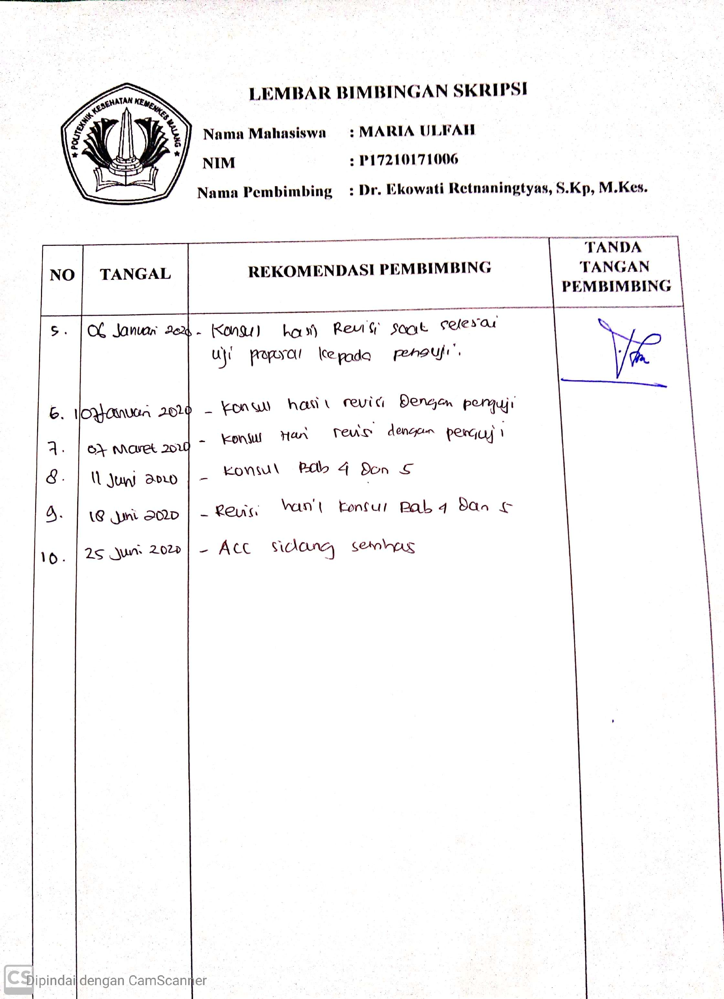 POLITEKNIK KESEHATAN KEMENKES MALANG
LEMBAR BIMBINGAN SKRIPSI
Nama Mahasiswa : MARIA ULFAH
NIM : P17210171006
Nama Pembimbing : Dr. Ekowati Retnaningtyas, S.Kp, M.Kes.
NO TANGAL REKOMENDASI PEMBIMBING TANDA TANGAN PEMBIMBING
5. 06 Januari 2020 - Konsul hasil Revisi saat selesai
uji proposal kepada penguji.
6. 07 Januari 2020 - Konsul hasil revisi Dengan penguji
7. 07 Maret 2020 - Konsul Hasil revisi dengan penguji
8. 11 Juni 2020 - Konsul Bab 4 Dan 5
9. 18 Juni 2020 - Revisi hasil Konsul Bab 4 Dan 5
10. 25 Juni 2020 - ACC sidang semhas
CS Dipindai dengan CamScanner